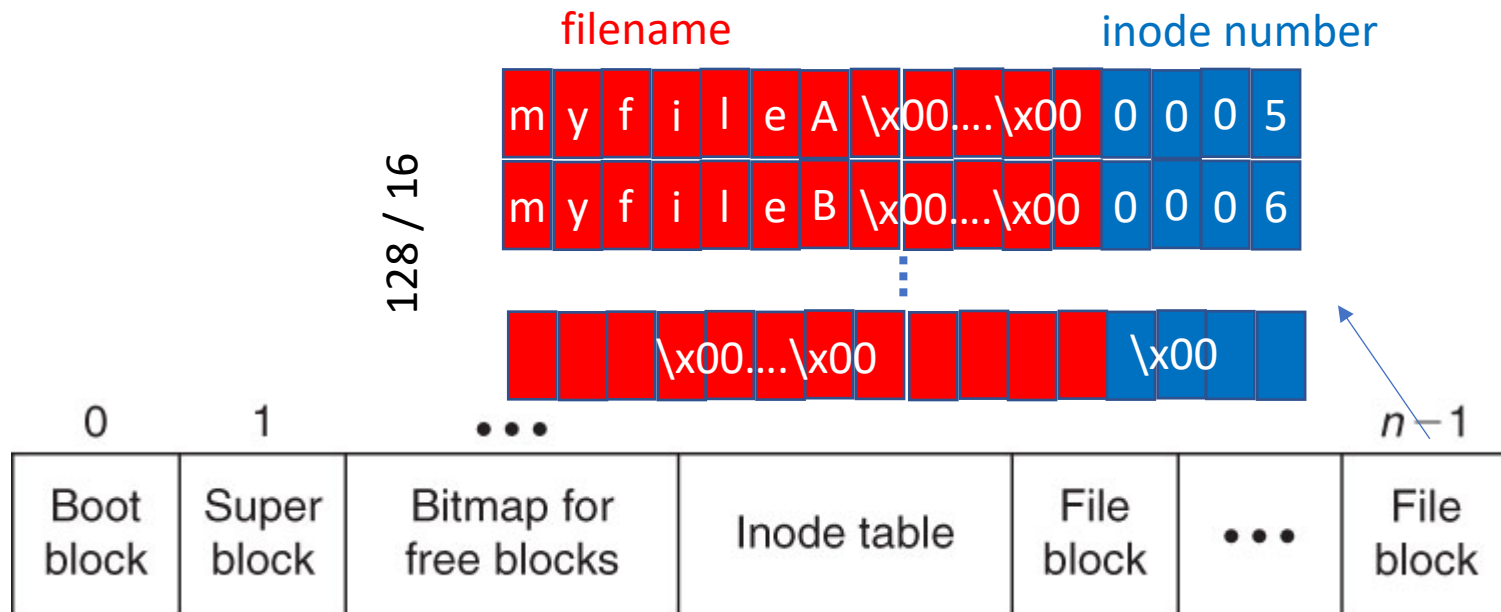 filename inode number
m y f i l e A \x00....\x00 0 0 0 5
m y f i l e B \x00....\x00 0 0 0 6
128 / 16
\x00....\x00 \x00
0 1 ••• n–1
Boot block Super block Bitmap for free blocks Inode table File block ••• File block